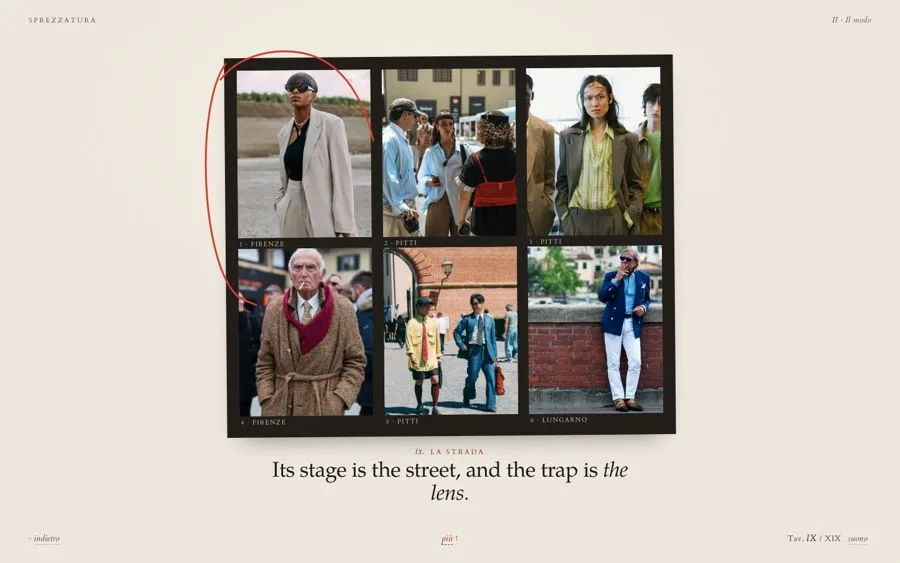 SPREZZATURA
II · Il modo
1 · FIRENZE
2 · PITTI
3 · PITTI
4 · FIRENZE
5 · PITTI
6 · LUNGARNO
ix. LA STRADA
Its stage is the street, and the trap is the
lens.
‹ indietro
più ↑
Tav. IX / XIX suono